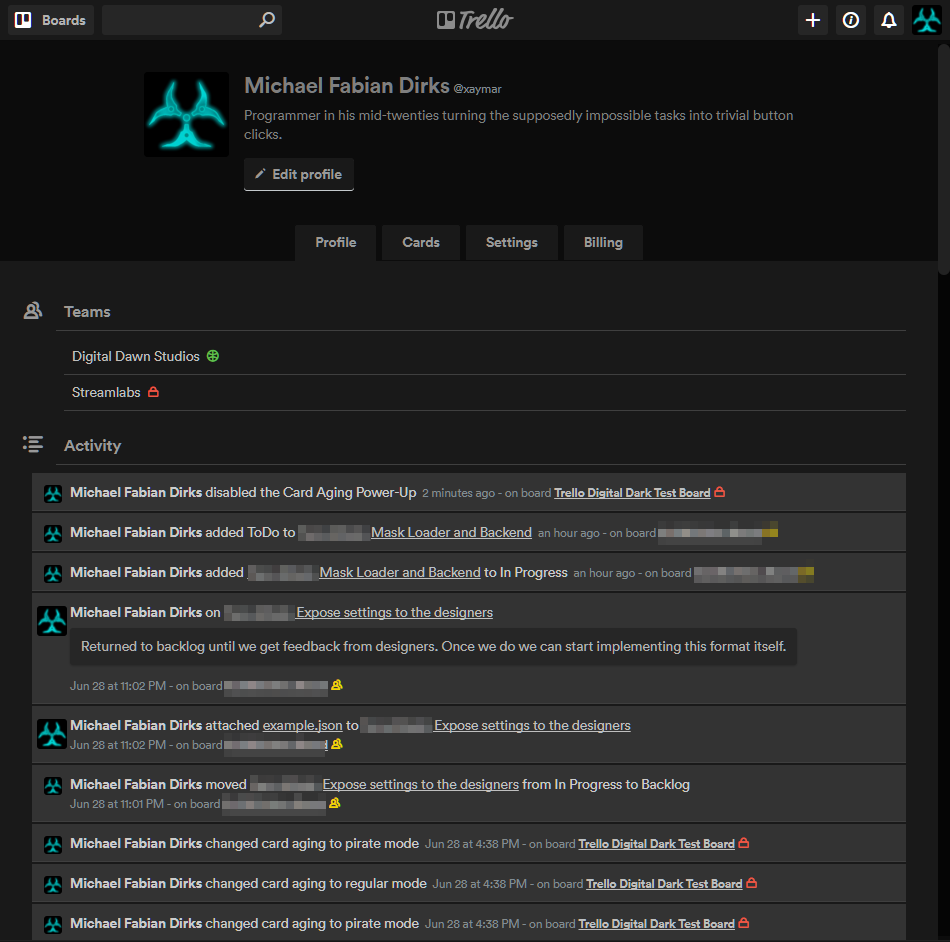 Boards
Trello
Michael Fabian Dirks @xaymar
Programmer in his mid-twenties turning the supposedly impossible tasks into trivial button
clicks.
Edit profile
Profile Cards Settings Billing
Teams
Digital Dawn Studios
Streamlabs
Activity
Michael Fabian Dirks disabled the Card Aging Power-Up 2 minutes ago - on board Trello Digital Dark Test Board
Michael Fabian Dirks added ToDo to Mask Loader and Backend an hour ago - on board
Michael Fabian Dirks added Mask Loader and Backend to In Progress an hour ago - on board
Michael Fabian Dirks on Expose settings to the designers
Returned to backlog until we get feedback from designers. Once we do we can start implementing this format itself.
Jun 28 at 11:02 PM - on board
Michael Fabian Dirks attached example.json to Expose settings to the designers
Jun 28 at 11:02 PM - on board
Michael Fabian Dirks moved Expose settings to the designers from In Progress to Backlog
Jun 28 at 11:01 PM - on board
Michael Fabian Dirks changed card aging to pirate mode Jun 28 at 4:38 PM - on board Trello Digital Dark Test Board
Michael Fabian Dirks changed card aging to regular mode Jun 28 at 4:38 PM - on board Trello Digital Dark Test Board
Michael Fabian Dirks changed card aging to pirate mode Jun 28 at 4:38 PM - on board Trello Digital Dark Test Board